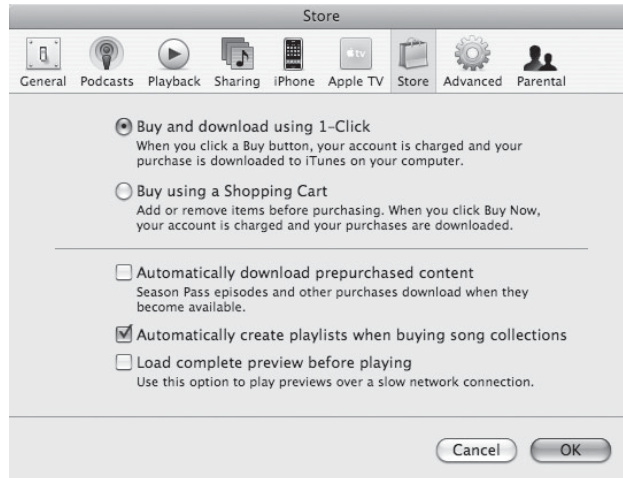 Store
General Podcasts Playback Sharing iPhone Apple TV Store Advanced Parental
tv
Buy and download using 1-Click
When you click a Buy button, your account is charged and your
purchase is downloaded to iTunes on your computer.
Buy using a Shopping Cart
Add or remove items before purchasing. When you click Buy Now,
your account is charged and your purchases are downloaded.
Automatically download prepurchased content
Season Pass episodes and other purchases download when they
become available.
Automatically create playlists when buying song collections
Load complete preview before playing
Use this option to play previews over a slow network connection.
Cancel OK